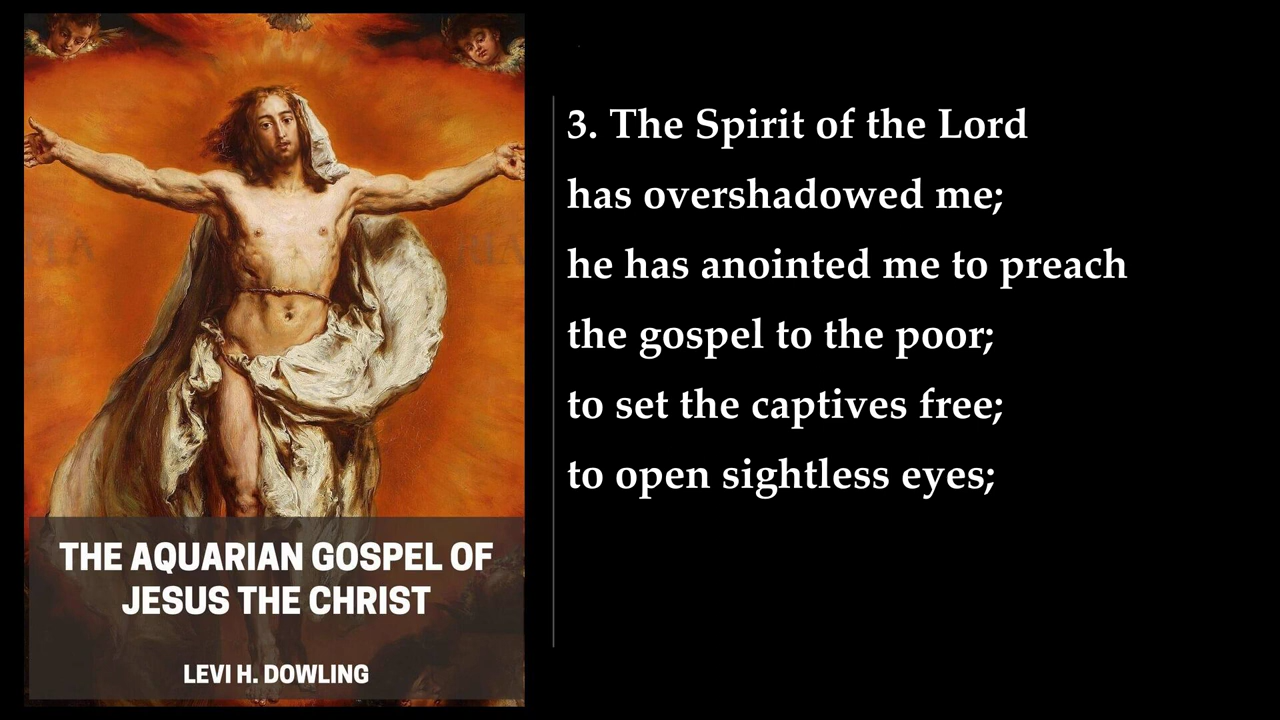 THE AQUARIAN GOSPEL OF
JESUS THE CHRIST
LEVI H. DOWLING
3. The Spirit of the Lord
has overshadowed me;
he has anointed me to preach
the gospel to the poor;
to set the captives free;
to open sightless eyes;